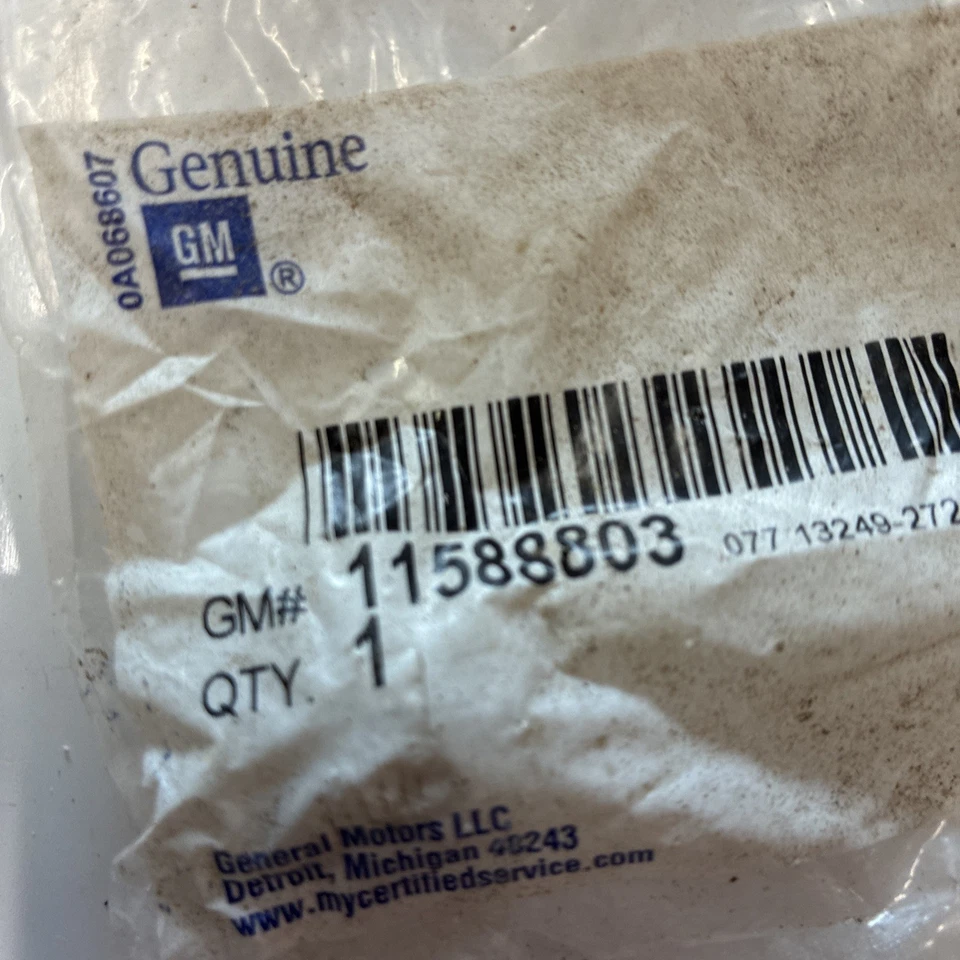 0A068607
Genuine
GM
®
GM# 11588803 077 13249-272
QTY. 1
General Motors LLC
Detroit, Michigan 48243
www.mycertifiedservice.com